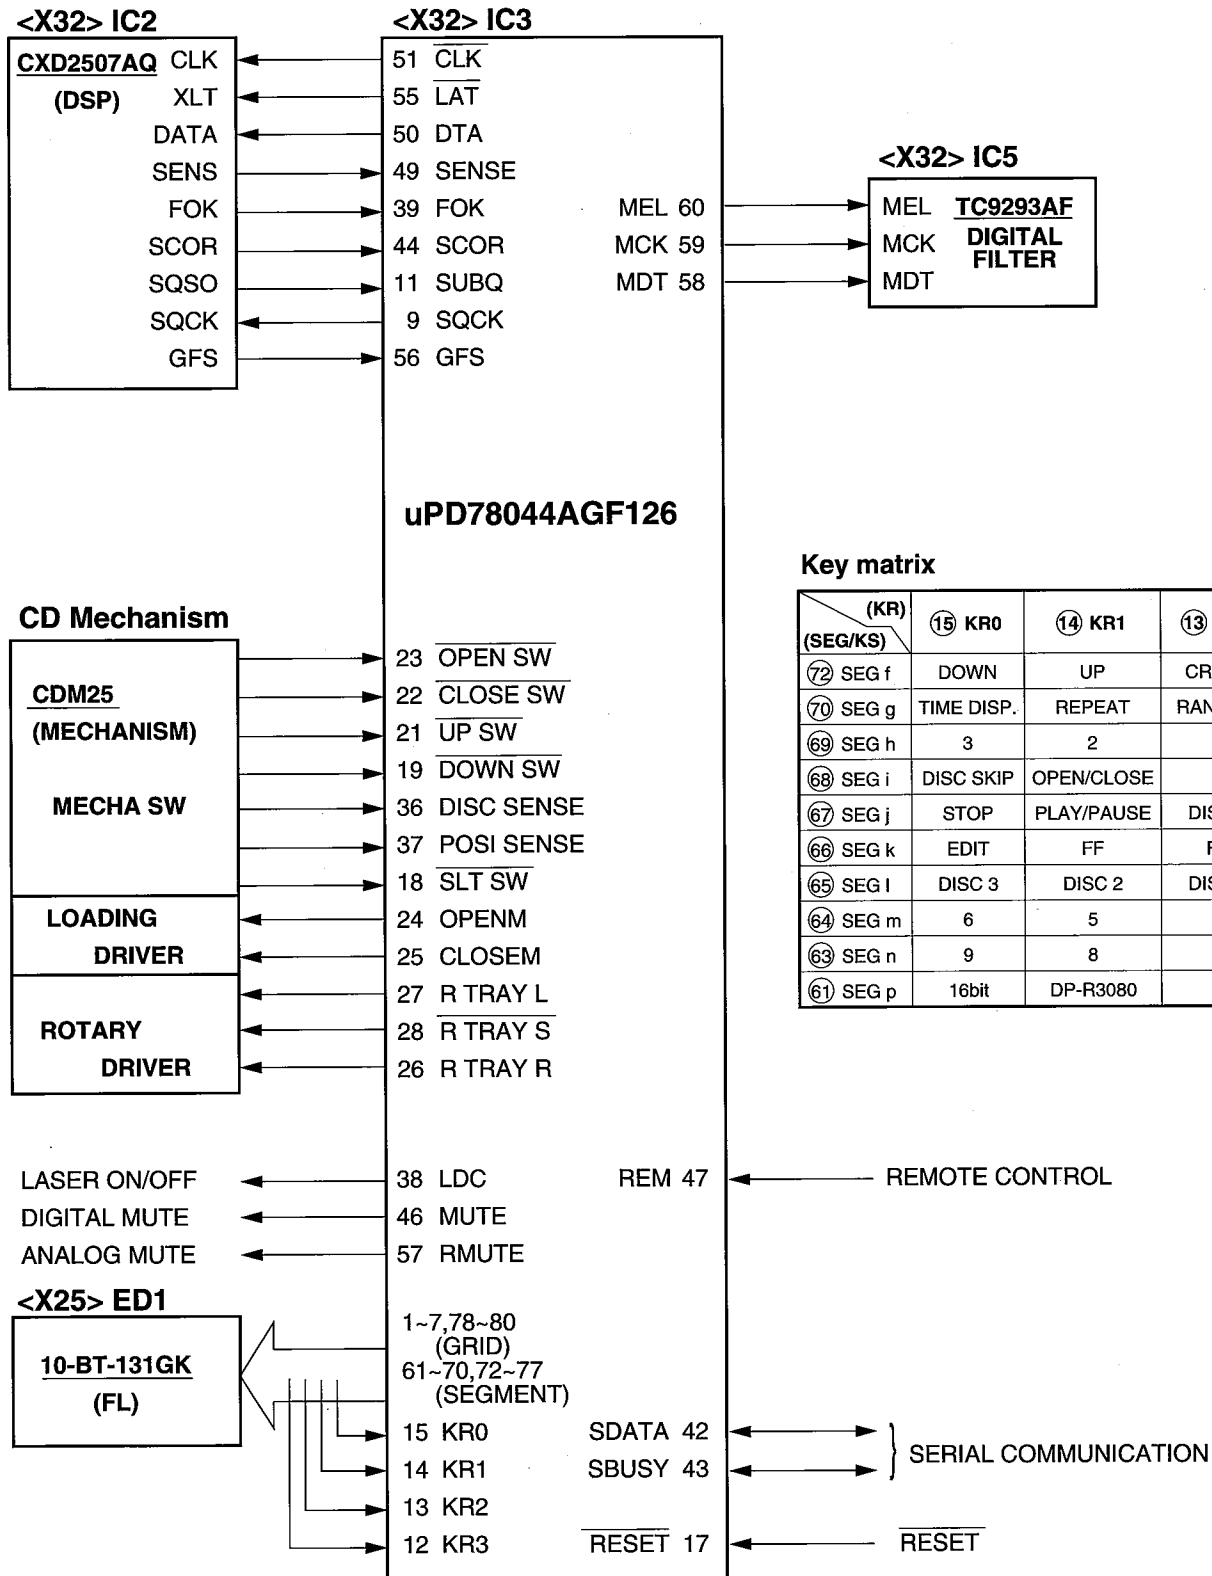 <X32> IC2
CXD2507AQ CLK
(DSP) XLT
DATA
SENS
FOK
SCOR
SQSO
SQCK
GFS
<X32> IC3
51 CLK
55 LAT
50 DTA
49 SENSE
39 FOK
44 SCOR
11 SUBQ
9 SQCK
56 GFS
MEL 60
MCK 59
MDT 58
<X32> IC5
MEL TC9293AF
MCK DIGITAL
FILTER
MDT
uPD78044AGF126
CD Mechanism
CDM25
(MECHANISM)
MECHA SW
LOADING
DRIVER
ROTARY
DRIVER
23 OPEN SW
22 CLOSE SW
21 UP SW
19 DOWN SW
36 DISC SENSE
37 POSI SENSE
18 SLT SW
24 OPENM
25 CLOSEM
27 R TRAY L
28 R TRAY S
26 R TRAY R
Key matrix
(KR)
(SEG/KS) 15 KR0 14 KR1 13
72 SEG f DOWN UP CR
70 SEG g TIME DISP. REPEAT RAN
69 SEG h 3 2
68 SEG i DISC SKIP OPEN/CLOSE
67 SEG j STOP PLAY/PAUSE DIS
66 SEG k EDIT FF
65 SEG l DISC 3 DISC 2 DIS
64 SEG m 6 5
63 SEG n 9 8
61 SEG p 16bit DP-R3080
LASER ON/OFF 38 LDC
DIGITAL MUTE 46 MUTE
ANALOG MUTE 57 RMUTE
REM 47 REMOTE CONTROL
<X25> ED1
10-BT-131GK
(FL)
1~7,78~80
(GRID)
61~70,72~77
(SEGMENT)
15 KR0
14 KR1
13 KR2
12 KR3
SDATA 42
SBUSY 43
SERIAL COMMUNICATION
RESET 17 RESET